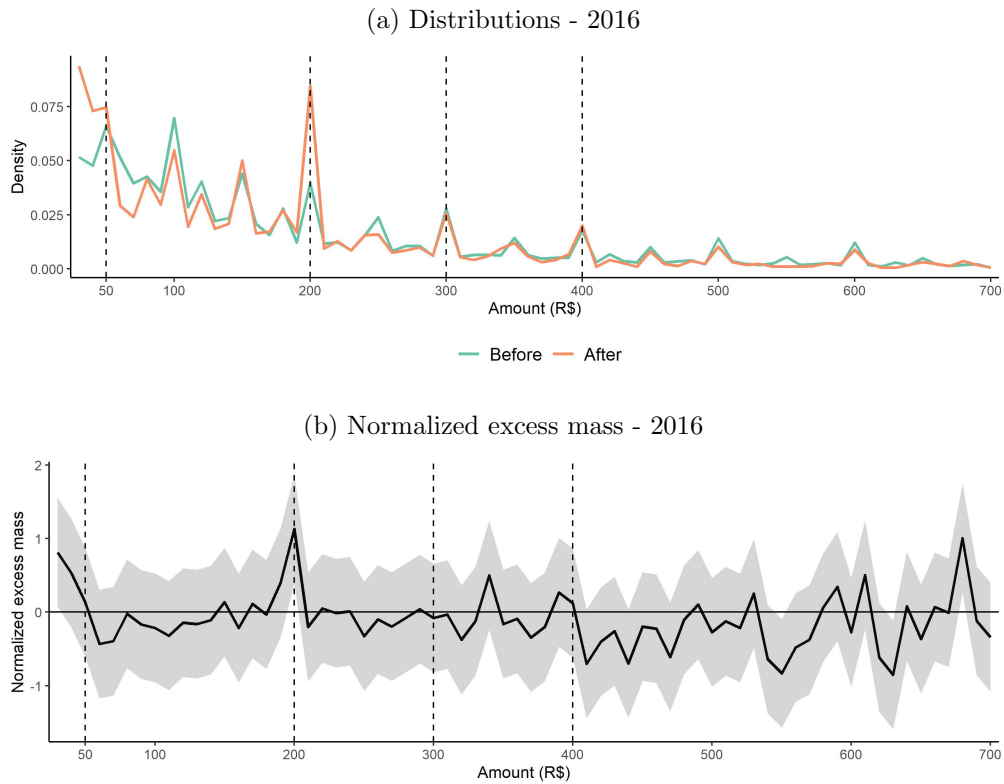 (a) Distributions - 2016
Density
0.075
0.050
0.025
0.000
50 100 200 300 400 500 600 700
Amount (R$)
Before After
(b) Normalized excess mass - 2016
Normalized excess mass
2
1
0
-1
50 100 200 300 400 500 600 700
Amount (R$)